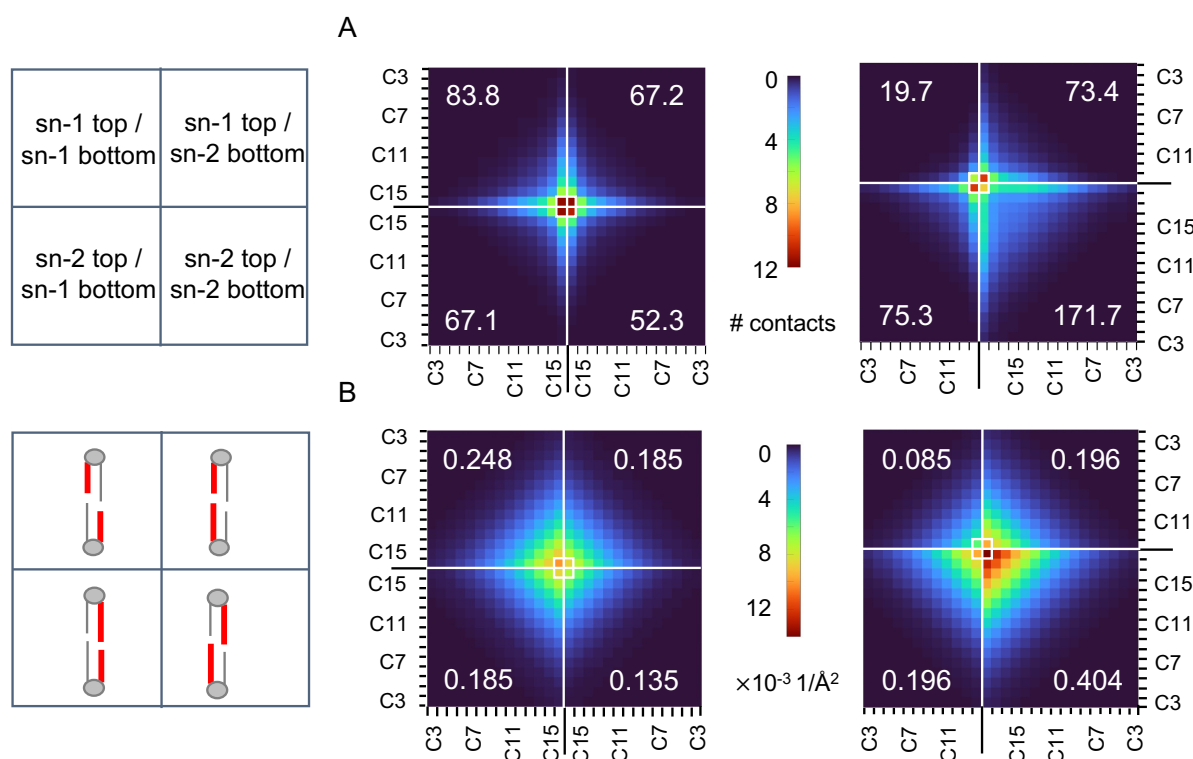 A
sn-1 top /
sn-1 bottom
sn-1 top /
sn-2 bottom
sn-2 top /
sn-1 bottom
sn-2 top /
sn-2 bottom
C3
C7
C11
C15
C15
C11
C7
C3
83.8
67.2
67.1
52.3
C3
C7
C11
C15
C15
C11
C7
C3
0
4
8
12
# contacts
19.7
73.4
75.3
171.7
C3
C7
C11
C15
C11
C7
C3
C3
C7
C11
C15
C11
C7
C3
B
C3
C7
C11
C15
C15
C11
C7
C3
0.248
0.185
0.185
0.135
C3
C7
C11
C15
C15
C11
C7
C3
0
4
8
12
×10⁻³ 1/Å²
0.085
0.196
0.196
0.404
C3
C7
C11
C15
C11
C7
C3
C3
C7
C11
C15
C11
C7
C3